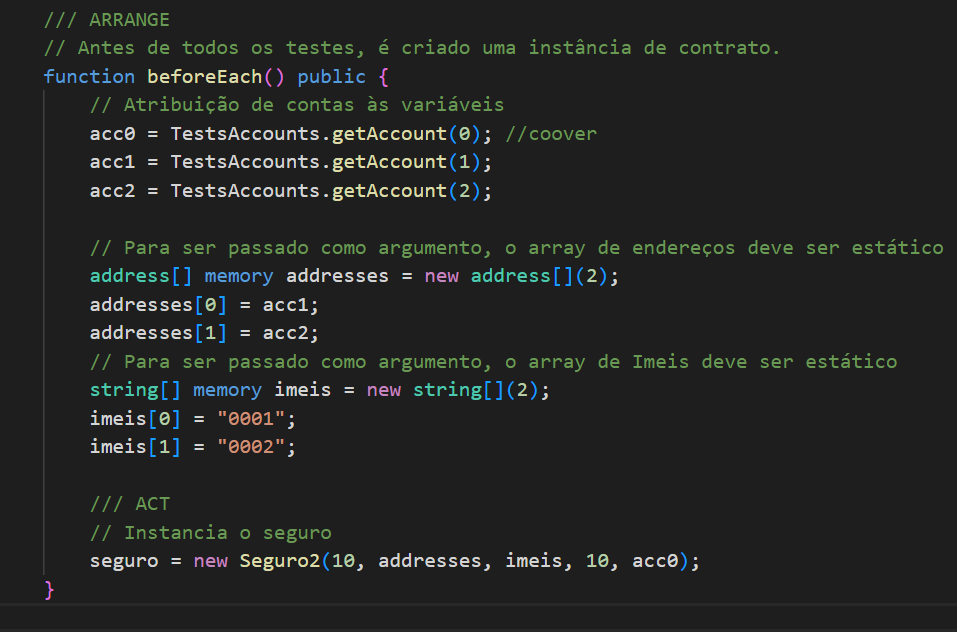 /// ARRANGE
// Antes de todos os testes, é criado uma instância de contrato.
function beforeEach() public {
// Atribuição de contas às variáveis
acc0 = TestsAccounts.getAccount(0); //coover
acc1 = TestsAccounts.getAccount(1);
acc2 = TestsAccounts.getAccount(2);
// Para ser passado como argumento, o array de endereços deve ser estático
address[] memory addresses = new address[](2);
addresses[0] = acc1;
addresses[1] = acc2;
// Para ser passado como argumento, o array de Imeis deve ser estático
string[] memory imeis = new string[](2);
imeis[0] = "0001";
imeis[1] = "0002";
/// ACT
// Instancia o seguro
seguro = new Seguro2(10, addresses, imeis, 10, acc0);
}